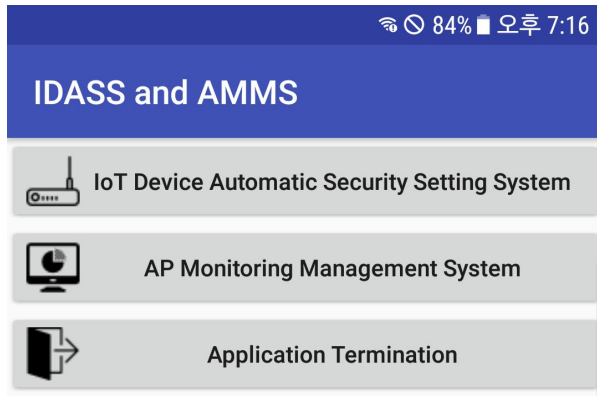 84% 오후 7:16
IDASS and AMMS
IoT Device Automatic Security Setting System
AP Monitoring Management System
Application Termination